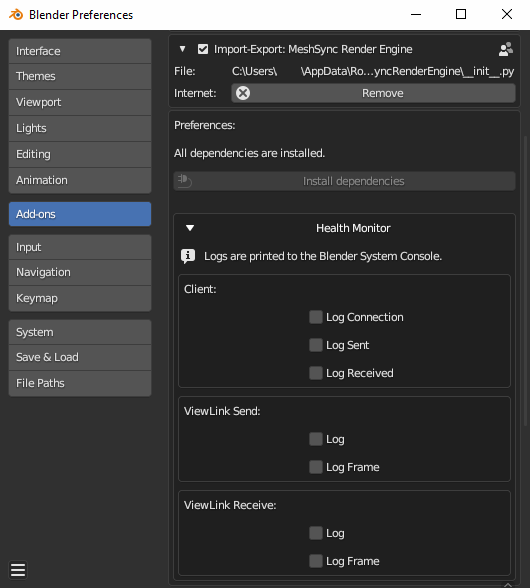 Blender Preferences
Interface
Themes
Viewport
Lights
Editing
Animation
Add-ons
Input
Navigation
Keymap
System
Save & Load
File Paths
Import-Export: MeshSync Render Engine
File: C:\Users\ \AppData\Ro…yncRenderEngine\__init__.py
Internet: Remove
Preferences:
All dependencies are installed.
Install dependencies
Health Monitor
Logs are printed to the Blender System Console.
Client:
Log Connection
Log Sent
Log Received
ViewLink Send:
Log
Log Frame
ViewLink Receive:
Log
Log Frame